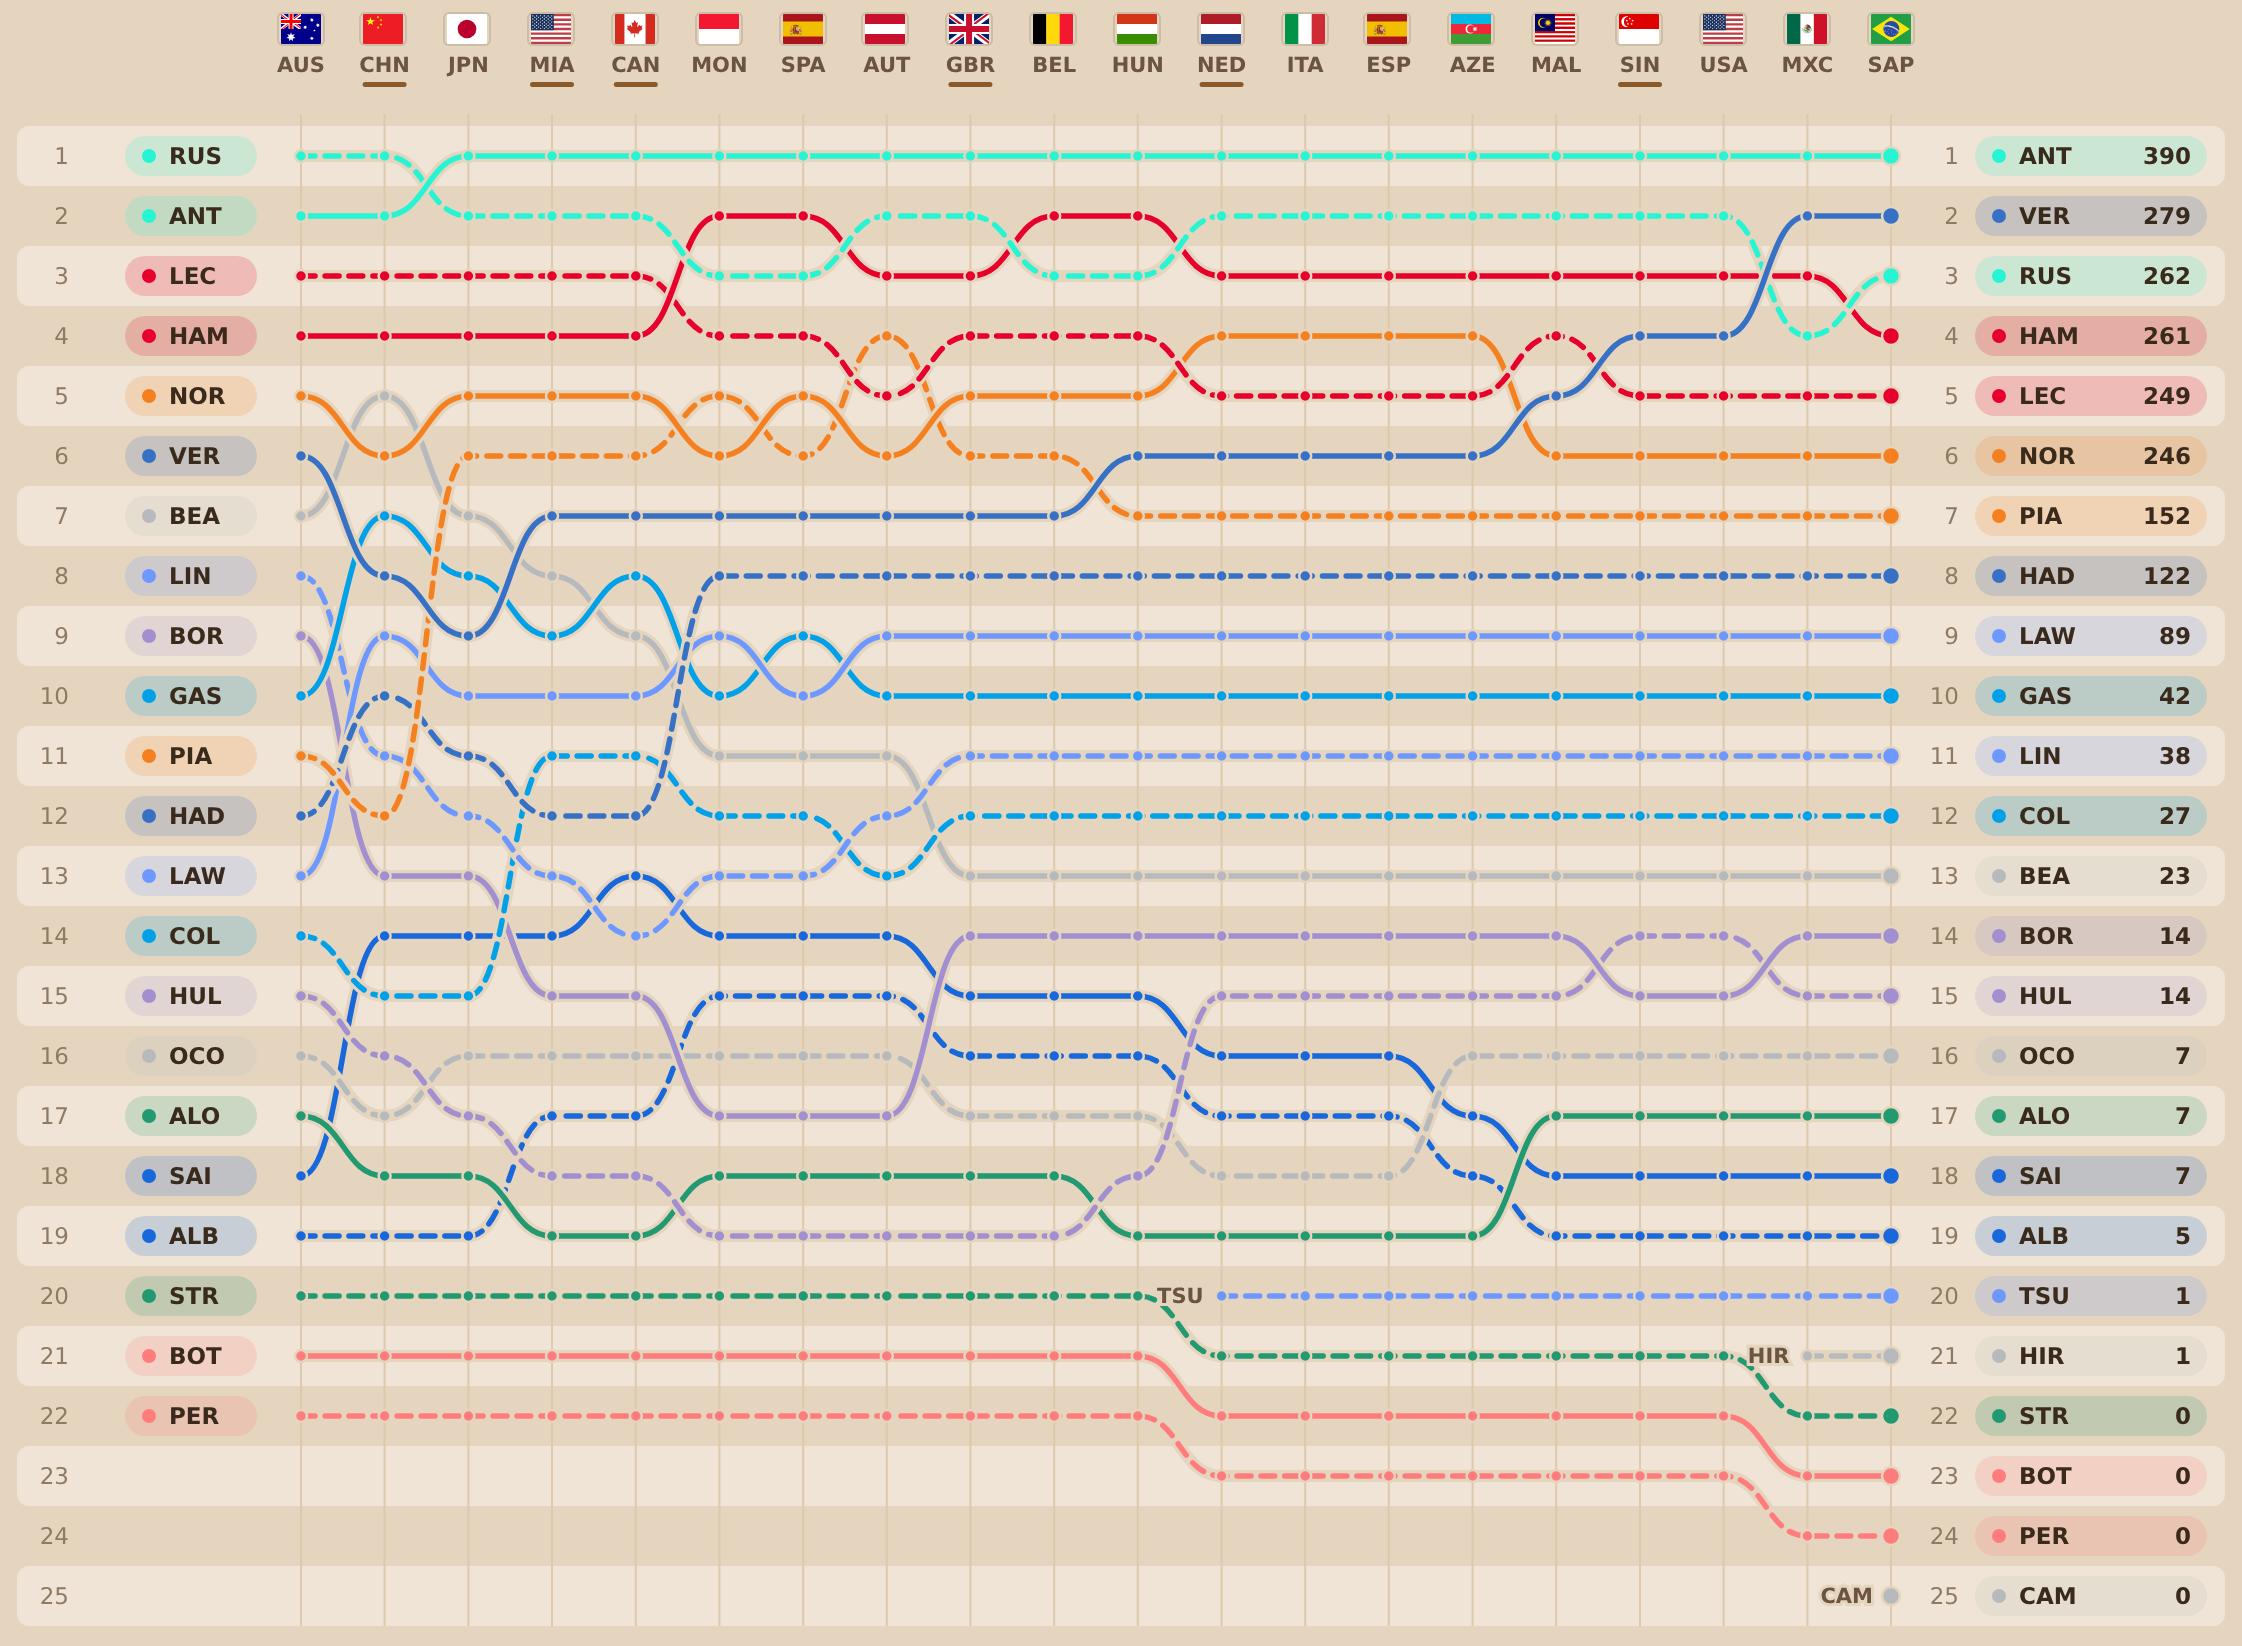 AUS CHN JPN MIA CAN MON SPA AUT GBR BEL HUN NED ITA ESP AZE MAL SIN USA MXC SAP
1 RUS 1 ANT 390
2 ANT 2 VER 279
3 LEC 3 RUS 262
4 HAM 4 HAM 261
5 NOR 5 LEC 249
6 VER 6 NOR 246
7 BEA 7 PIA 152
8 LIN 8 HAD 122
9 BOR 9 LAW 89
10 GAS 10 GAS 42
11 PIA 11 LIN 38
12 HAD 12 COL 27
13 LAW 13 BEA 23
14 COL 14 BOR 14
15 HUL 15 HUL 14
16 OCO 16 OCO 7
17 ALO 17 ALO 7
18 SAI 18 SAI 7
19 ALB 19 ALB 5
20 STR TSU 20 TSU 1
21 BOT HIR 21 HIR 1
22 PER 22 STR 0
23 23 BOT 0
24 24 PER 0
25 CAM 25 CAM 0